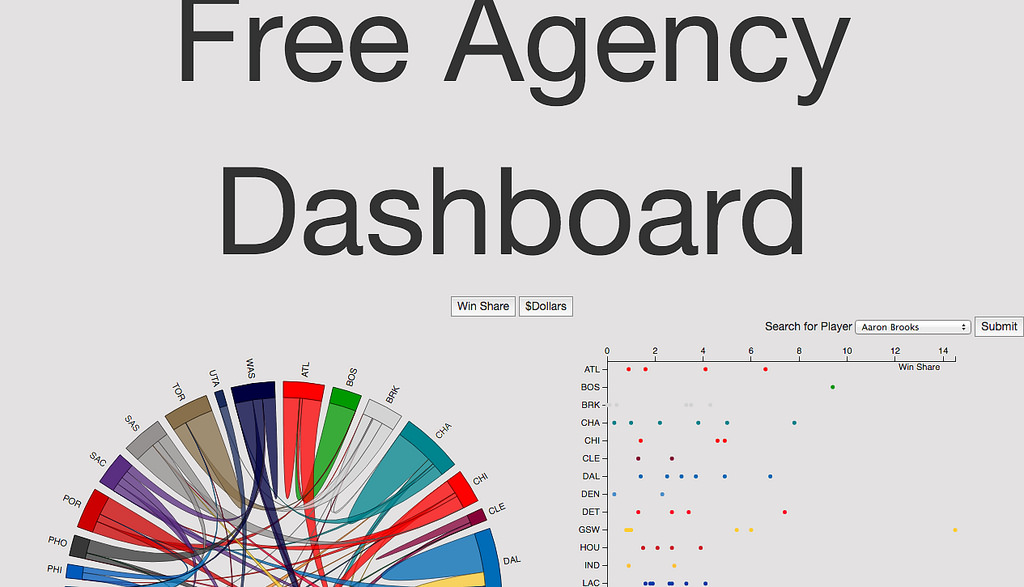 Free Agency
Dashboard
Win Share $Dollars
Search for Player Aaron Brooks Submit
0 2 4 6 8 10 12 14
Win Share
ATL
BOS
BRK
CHA
CHI
CLE
DAL
DEN
DET
GSW
HOU
IND
LAC
PHI
PHO
POR
SAC
SAS
TOR
UTA
WAS
ATL
BOS
BRK
CHA
CHI
CLE
DAL